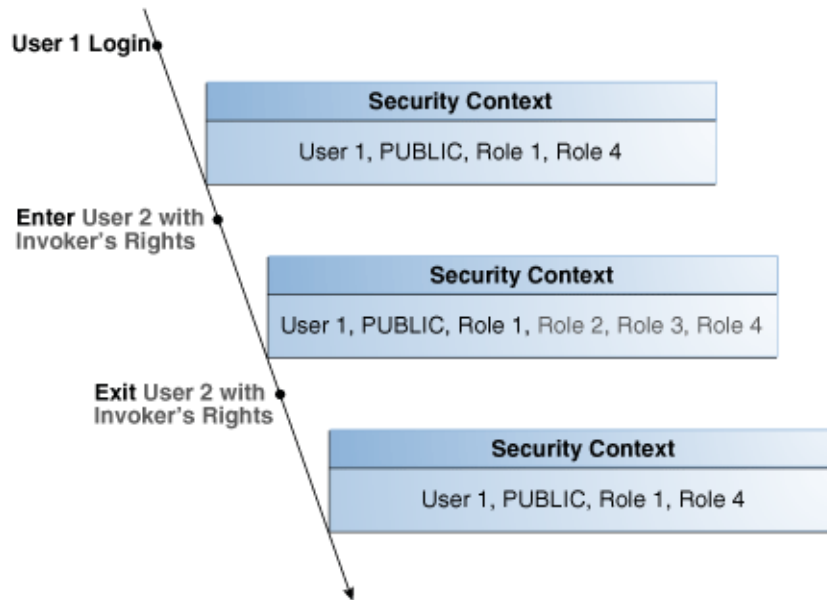 User 1 Login
Security Context
User 1, PUBLIC, Role 1, Role 4
Enter User 2 with
Invoker's Rights
Security Context
User 1, PUBLIC, Role 1, Role 2, Role 3, Role 4
Exit User 2 with
Invoker's Rights
Security Context
User 1, PUBLIC, Role 1, Role 4